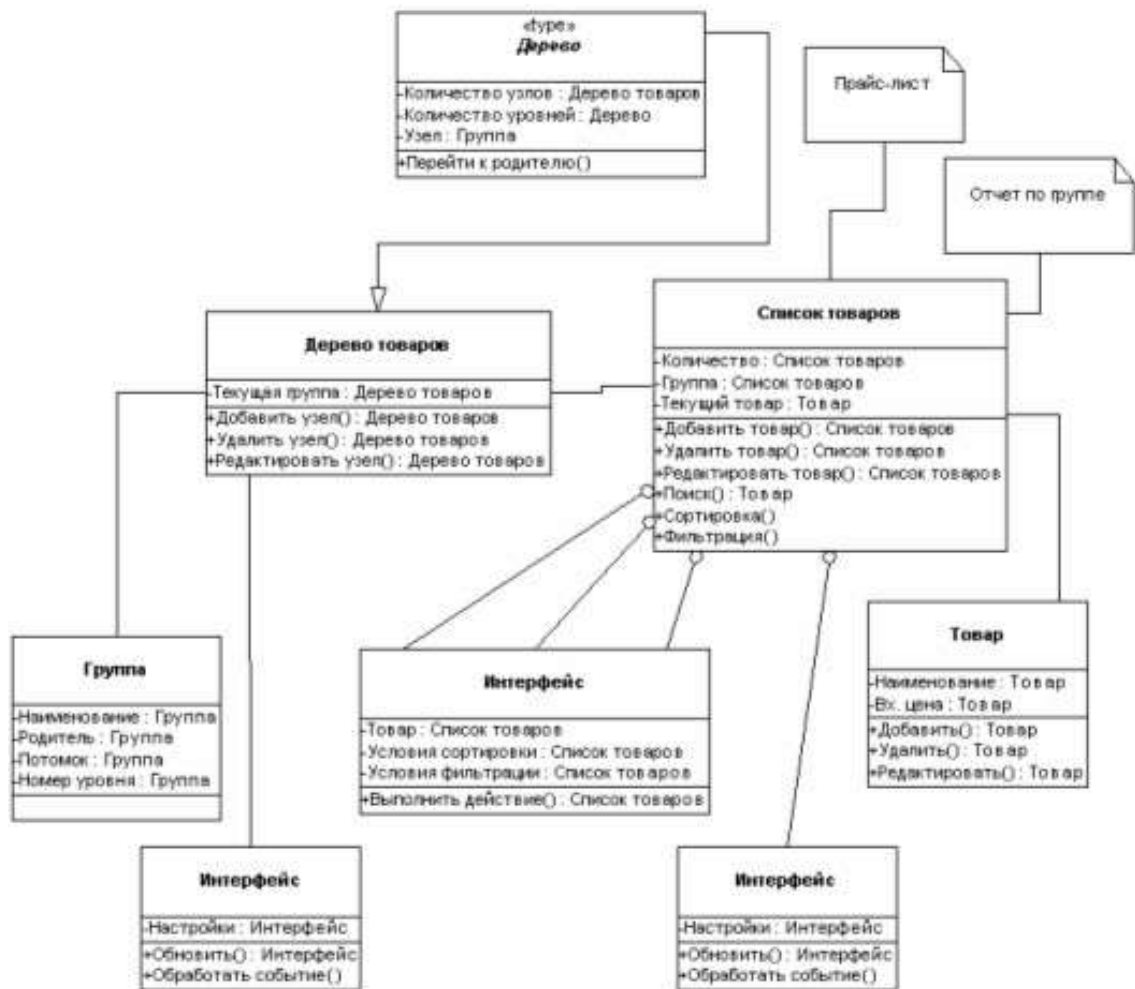 «type»
Дерево
-Количество узлов : Дерево товаров
-Количество уровней : Дерево
-Узел : Группа
+Перейти к родителю()
Прайс-лист
Отчет по группе
Дерево товаров
-Текущая группа : Дерево товаров
+Добавить узел() : Дерево товаров
+Удалить узел() : Дерево товаров
+Редактировать узел() : Дерево товаров
Список товаров
-Количество : Список товаров
-Группа : Список товаров
-Текущий товар : Товар
+Добавить товар() : Список товаров
+Удалить товар() : Список товаров
+Редактировать товар() : Список товаров
+Поиск() : Товар
+Сортировка()
+Фильтрация()
Группа
-Наименование : Группа
-Родитель : Группа
-Потомок : Группа
-Номер уровня : Группа
Интерфейс
-Товар : Список товаров
-Условия сортировки : Список товаров
-Условия фильтрации : Список товаров
+Выполнить действие() : Список товаров
Товар
-Наименование : Товар
-Вх. цена : Товар
+Добавить() : Товар
+Удалить() : Товар
+Редактировать() : Товар
Интерфейс
-Настройки : Интерфейс
+Обновить() : Интерфейс
+Обработать событие()
Интерфейс
-Настройки : Интерфейс
+Обновить() : Интерфейс
+Обработать событие()